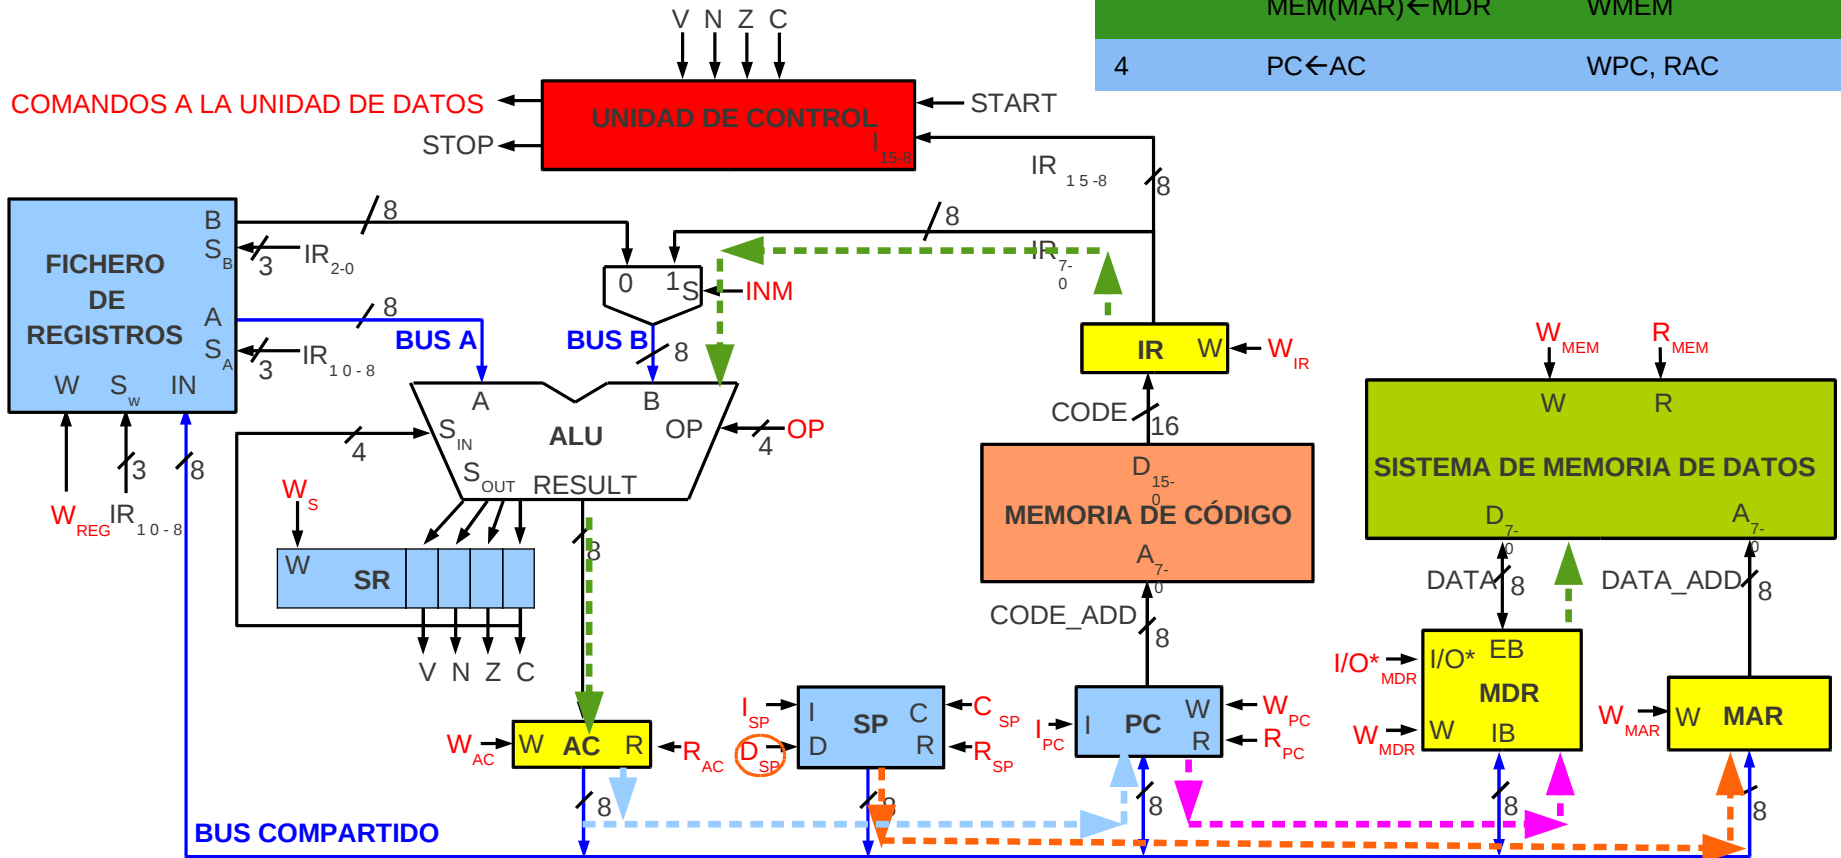 MEM(MAR)←MDR WMEM
4 PC←AC WPC, RAC
V N Z C
COMANDOS A LA UNIDAD DE DATOS
STOP
UNIDAD DE CONTROL
I15-8
START
IR 15-8
8
8
IR7-0
8
B
SB
3
IR2-0
FICHERO
DE
REGISTROS
A
SA
8
3
IR10-8
W Sw IN
WREG
3
IR10-8
8
BUS A
BUS B
0 1 S
INM
8
A B
SIN
ALU
OP
4
OP
SOUT
RESULT
4
WS
W
SR
V N Z C
8
IR W
WIR
CODE
16
D15-0
MEMORIA DE CÓDIGO
A7-0
CODE_ADD
8
WMEM RMEM
W R
SISTEMA DE MEMORIA DE DATOS
D7-0 A7-0
DATA
8
DATA_ADD
8
WAC
W AC R
RAC
8
ISP
DSP
I SP C
D R
C SP
RSP
8
IPC
I PC W
R
WPC
RPC
8
I/O*MDR
I/O* EB
MDR
WMDR
W IB
8
WMAR
W MAR
8
BUS COMPARTIDO